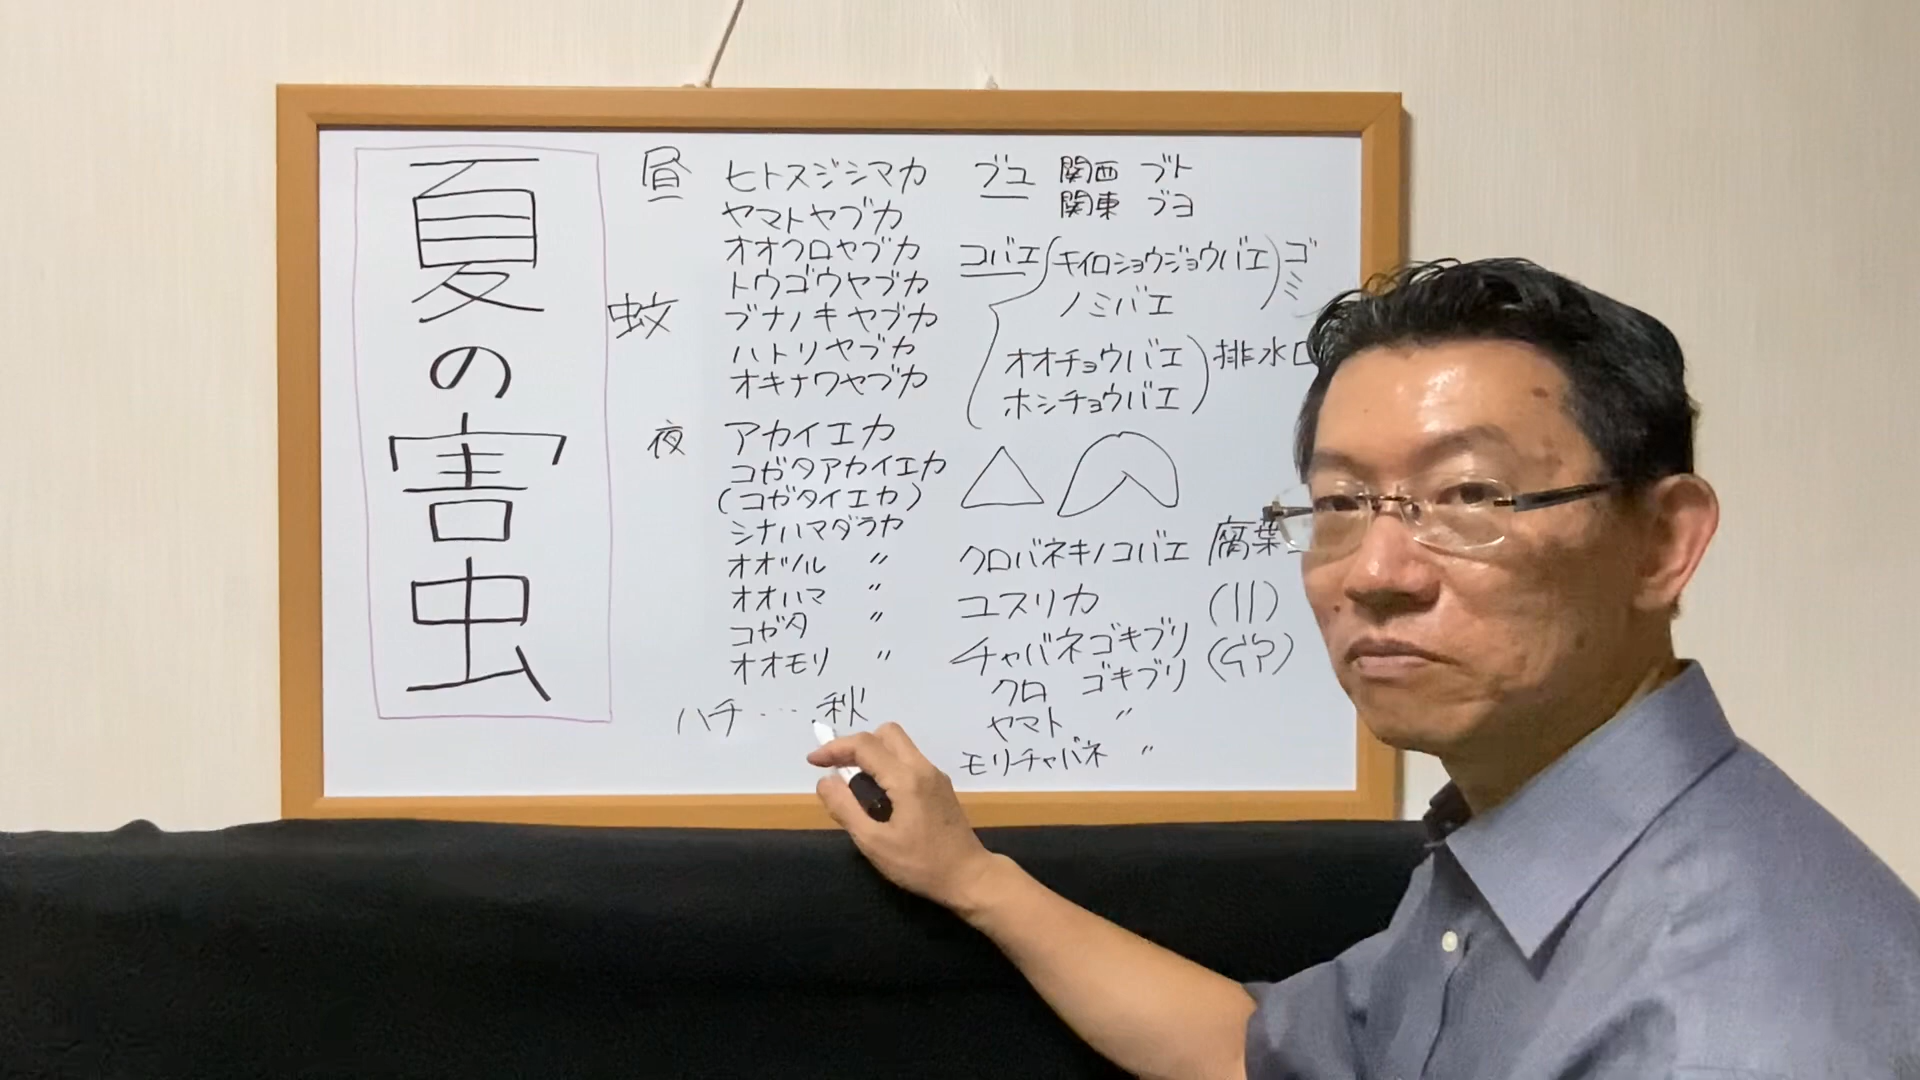 夏の害虫
昼
ヒトスジシマカ
ヤマトヤブカ
オオクロヤブカ
トウゴウヤブカ
蚊
ブナノキヤブカ
ハトリヤブカ
オキナワヤブカ
夜
アカイエカ
コガタアカイエカ
(コガタイエカ)
シナハマダラカ
オオツル 〃
オオハマ 〃
コガタ 〃
オオモリ 〃
ハチ…秋
ブユ 関西 ブト
関東 ブヨ
コバエ(キイロショウジョウバエ)ゴミ
ノミバエ
オオチョウバエ)排水口
ホシチョウバエ
クロバネキノコバエ 腐葉
ユスリカ (川)
チャバネゴキブリ
クロ ゴキブリ
ヤマト 〃
モリチャバネ 〃